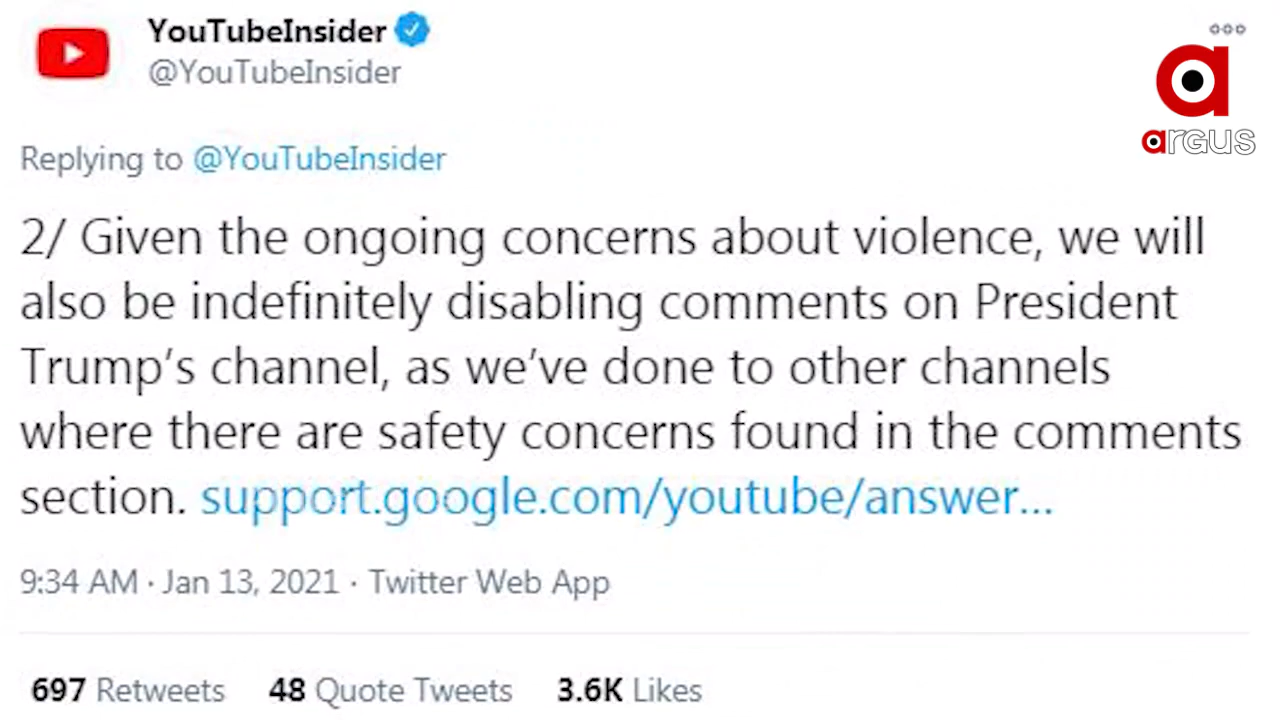 YouTubeInsider
@YouTubeInsider
argus
Replying to @YouTubeInsider
2/ Given the ongoing concerns about violence, we will
also be indefinitely disabling comments on President
Trump's channel, as we've done to other channels
where there are safety concerns found in the comments
section. support.google.com/youtube/answer...
9:34 AM · Jan 13, 2021 · Twitter Web App
697 Retweets 48 Quote Tweets 3.6K Likes